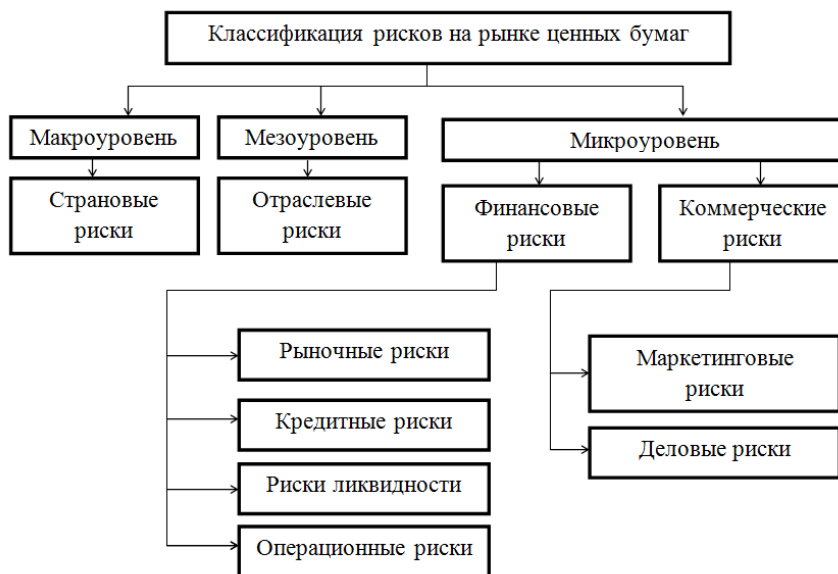 Классификация рисков на рынке ценных бумаг
Макроуровень
Мезоуровень
Микроуровень
Страновые
риски
Отраслевые
риски
Финансовые
риски
Коммерческие
риски
Рыночные риски
Кредитные риски
Риски ликвидности
Операционные риски
Маркетинговые
риски
Деловые риски